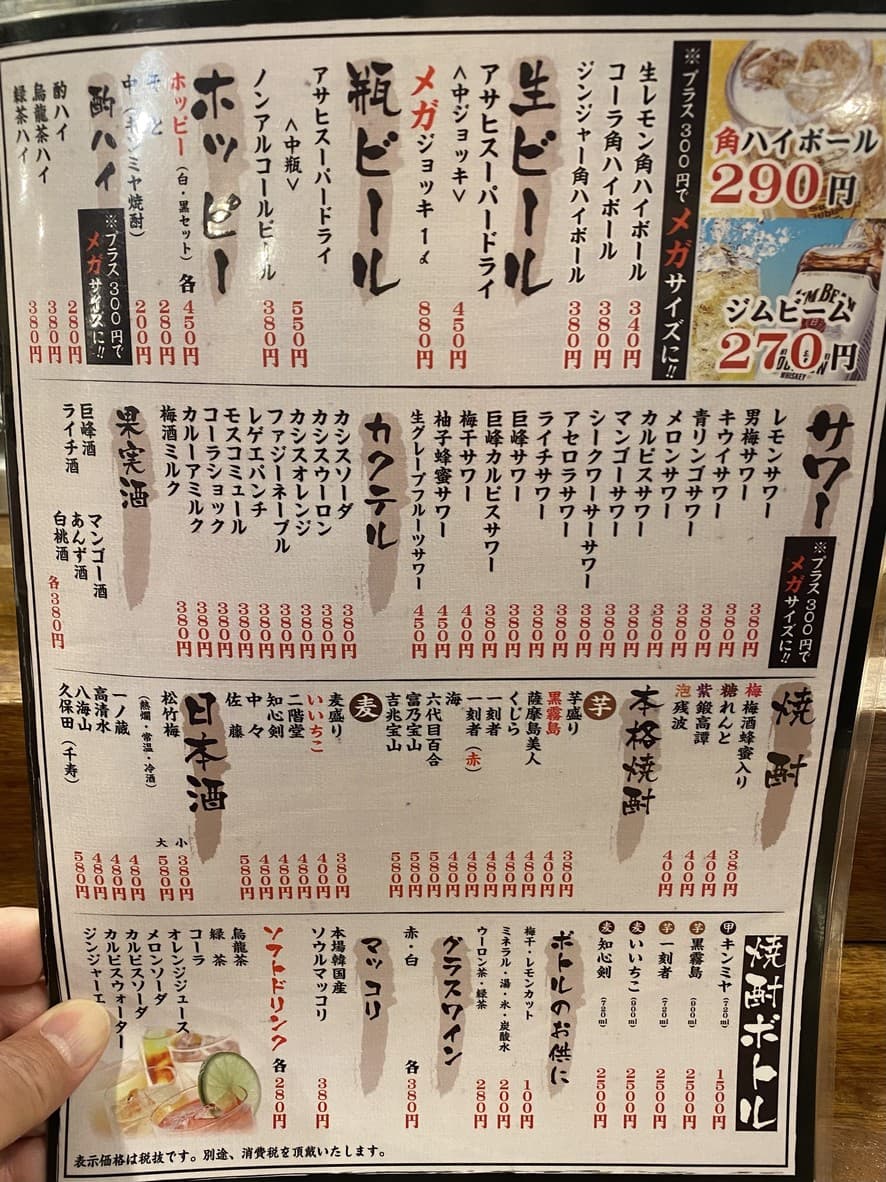 角ハイボール
290円
ジムビーム
270円
※プラス300円でメガサイズに!!
生レモン角ハイボール 340円
コーラ角ハイボール 380円
ジンジャー角ハイボール 380円
生ビール
アサヒスーパードライ
<中ジョッキ> 450円
メガジョッキ 1ℓ 880円
瓶ビール
アサヒスーパードライ
<中瓶> 550円
ノンアルコールビール 380円
ホッピー
ホッピー(白・黒セット) 各450円
そと 280円
中(キンミヤ焼酎) 200円
酎ハイ
※プラス300円でメガサイズに!!
酎ハイ 280円
烏龍茶ハイ 380円
緑茶ハイ 380円
サワー
※プラス300円でメガサイズに!!
レモンサワー 380円
男梅サワー 380円
キウイサワー 380円
青リンゴサワー 380円
メロンサワー 380円
カルピスサワー 380円
マンゴーサワー 380円
シークワーサーサワー 380円
アセロラサワー 380円
ライチサワー 380円
巨峰サワー 380円
巨峰カルピスサワー 380円
梅干サワー 400円
柚子蜂蜜サワー 450円
生グレープフルーツサワー 450円
カクテル
カシスソーダ 380円
カシスウーロン 380円
カシスオレンジ 380円
ファジーネーブル 380円
レゲエパンチ 380円
モスコミュール 380円
コーラショック 380円
カルーアミルク 380円
梅酒ミルク 380円
果実酒
マンゴー酒
あんず酒
白桃酒
巨峰酒
ライチ酒
各380円
焼酎
梅 梅酒蜂蜜入り 380円
糖 れんと 400円
紫 鍛高譚 400円
泡 残波 400円
本格焼酎
芋
芋盛り 380円
黒霧島 400円
薩摩島美人 480円
くじら 480円
一刻者 480円
一刻者(赤) 480円
海 480円
六代目百合 580円
富乃宝山 580円
吉兆宝山 580円
麦
麦盛り 380円
いいちこ 400円
二階堂 480円
知心剣 480円
中々 480円
佐藤 580円
日本酒
松竹梅 小 380円
(熱燗・常温・冷酒) 大 580円
一ノ蔵 480円
高清水 480円
八海山 480円
久保田(千寿) 580円
焼酎ボトル
甲 キンミヤ(720ml) 1500円
芋 黒霧島(900ml) 2500円
芋 一刻者(720ml) 2500円
麦 いいちこ(900ml) 2500円
麦 知心剣(720ml) 2500円
ボトルのお供に
梅干・レモンカット 100円
ミネラル・湯・氷・炭酸水 200円
ウーロン茶・緑茶 280円
グラスワイン
赤・白 各380円
マッコリ
本場韓国産
ソウルマッコリ 380円
ソフトドリンク 各280円
烏龍茶
緑茶
コーラ
オレンジジュース
メロンソーダ
カルピスソーダ
カルピスウォーター
ジンジャーエ
表示価格は税抜です。別途、消費税を頂戴いたします。